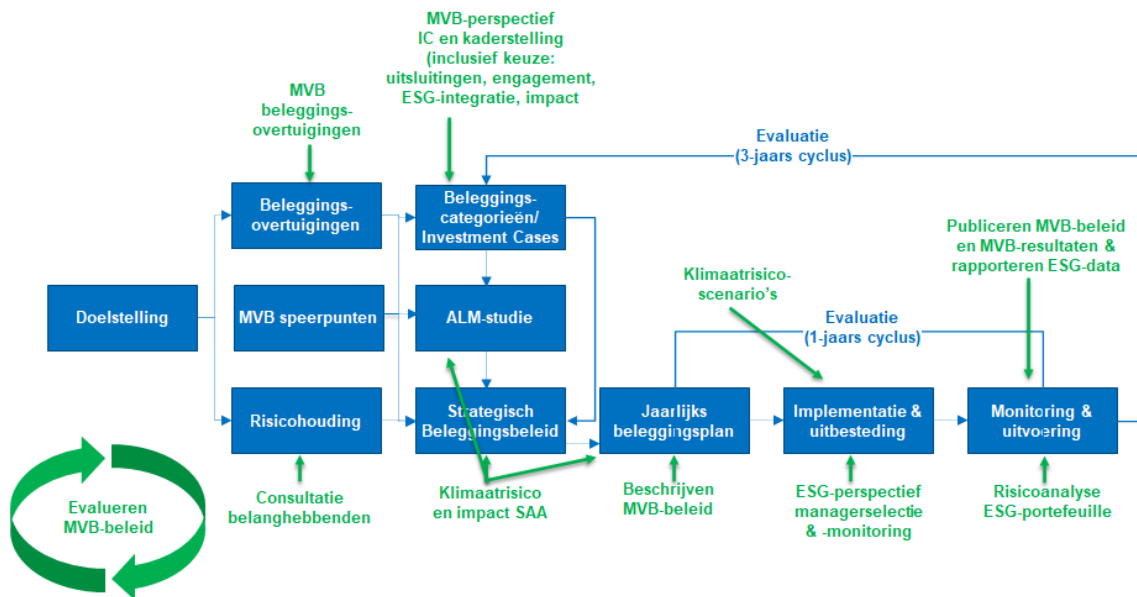 MVB-perspectief
IC en kaderstelling
(inclusief keuze:
uitsluitingen, engagement,
ESG-integratie, impact
MVB
beleggings-
overtuigingen
Evaluatie
(3-jaars cyclus)
Beleggings-
overtuigingen
Beleggings-
categorieën/
Investment Cases
Publiceren MVB-beleid
en MVB-resultaten &
rapporteren ESG-data
Klimaatrisico-
scenario's
Doelstelling
MVB speerpunten
ALM-studie
Evaluatie
(1-jaars cyclus)
Risicohouding
Strategisch
Beleggingsbeleid
Jaarlijks
beleggingsplan
Implementatie &
uitbesteding
Monitoring &
uitvoering
Evalueren
MVB-beleid
Consultatie
belanghebbenden
Klimaatrisico
en impact SAA
Beschrijven
MVB-beleid
ESG-perspectief
managerselectie
& -monitoring
Risicoanalyse
ESG-portefeuille